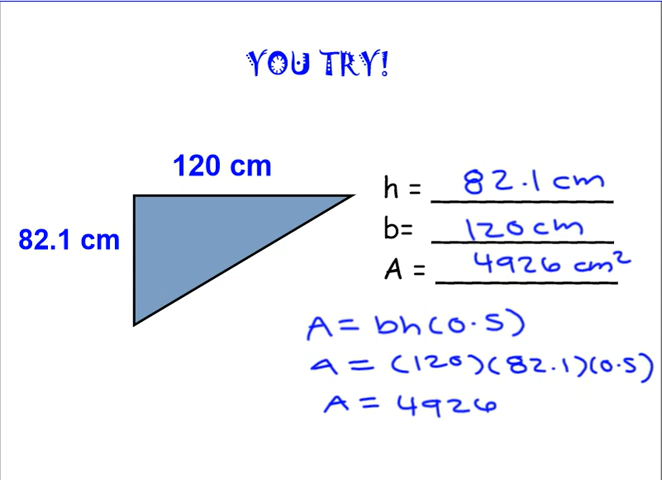 YOU TRY!
120 cm
82.1 cm
h = 82.1 cm
b= 120 cm
A = 4926 cm²
A = bh(0.5)
A = (120)(82.1)(0.5)
A = 4926